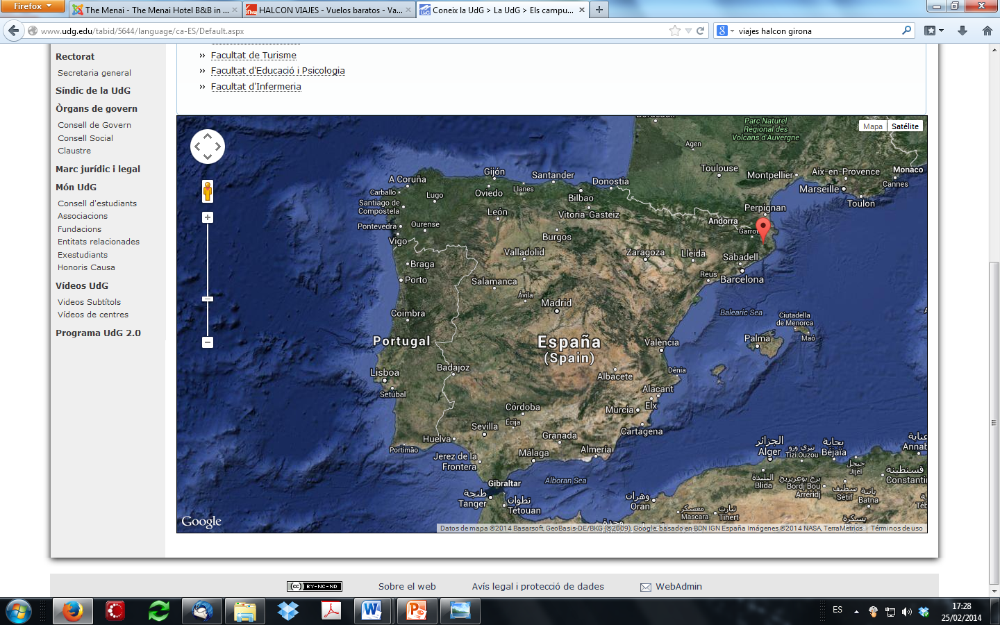 Firefox
The Menai - The Menai Hotel B&B in ...
HALCON VIAJES - Vuelos baratos - Va...
Coneix la UdG > La UdG > Els campu...
www.udg.edu/tabid/5644/language/ca-ES/Default.aspx
viajes halcon girona
Rectorat
Secretaria general
Síndic de la UdG
Òrgans de govern
Consell de Govern
Consell Social
Claustre
Marc jurídic i legal
Món UdG
Consell d'estudiants
Associacions
Fundacions
Entitats relacionades
Exestudiants
Honoris Causa
Vídeos UdG
Videos Subtítols
Vídeos de centres
Programa UdG 2.0
›› Facultat de Turisme
›› Facultat d'Educació i Psicologia
›› Facultat d'Infermeria
Mapa
Satélite
Parc Naturel
Régional des
Volcans d'Auvergne
Agen
Toulouse
Montpellier
Aix-en-Provence
Monaco
Cannes
Marseille
Toulon
Perpignan
Andorra
A Coruña
Gijón
Santander
Donostia
Carballo
Lugo
Oviedo
Llanes
Bilbao
Santiago de
Compostela
León
Vitoria-Gasteiz
Pontevedra
Ourense
Burgos
Vigo
Valladolid
Zaragoza
Lleida
Sabadell
Braga
Reus
Barcelona
Porto
Salamanca
Ávila
Madrid
Coimbra
Balearic Sea
Ciutadella
de Menorca
Maó
Palma
Portugal
España
(Spain)
València
Badajoz
Lisboa
Setúbal
Albacete
Dénia
Alacant
Elx
Córdoba
Murcia
Écija
Sevilla
Cartagena
Granada
Huelva
Portimão
Málaga
Almería
Jerez de la
Frontera
Gibraltar
Alboran Sea
طنجة
Tanger
تطوان
Tétouan
وهران
Oran
معسكر
Mascara
تيارت
Tihert
الجزائر
Alger
تيزي وزو
Tizi Ouzou
بجاية
Béjaïa
عنابة
Annab
جيجل
Jijel
قسنطينة
Constantin
البليدة
Blida
برج بوعريريج
Bordj Bou
Arreridj
سطيف
Sétif
باتنة
Batna
بسكرة
Google
Datos de mapa ©2014 Basarsoft, GeoBasis-DE/BKG (©2009), Google, basado en BCN IGN España Imágenes ©2014 NASA, TerraMetrics
Términos de uso
BY-NC-ND
Sobre el web
Avís legal i protecció de dades
WebAdmin
ES
17:28
25/02/2014